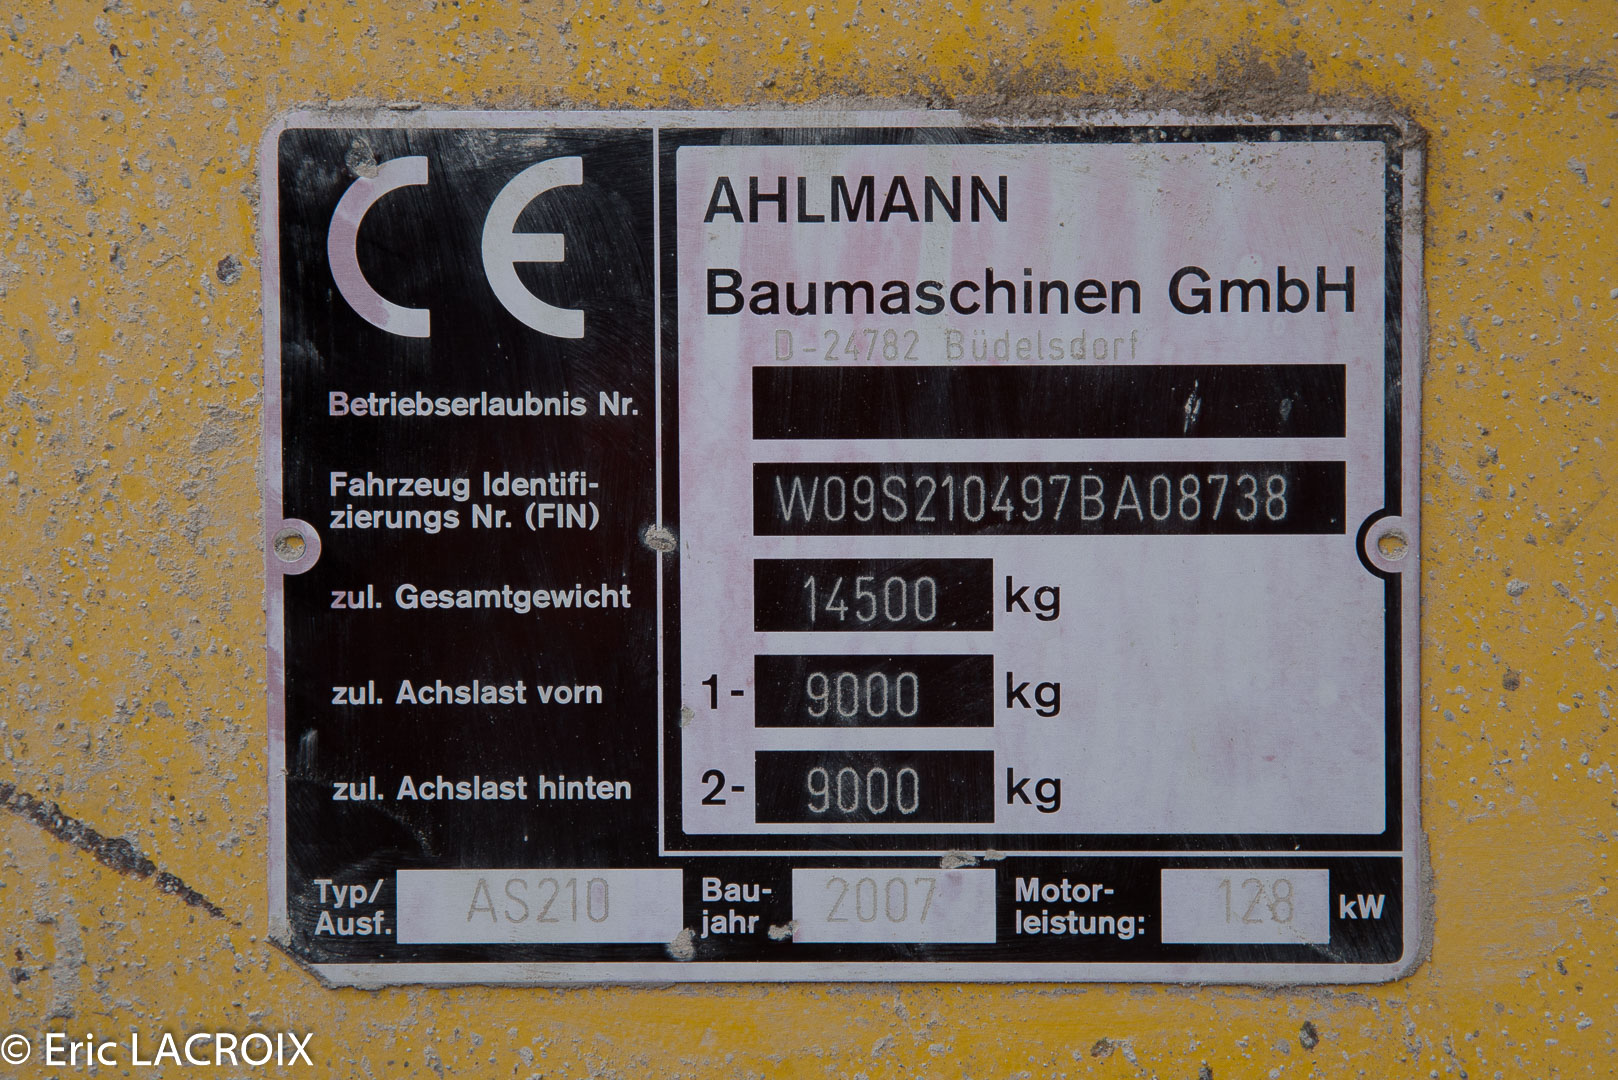 CE
AHLMANN
Baumaschinen GmbH
D-24782 Büdelsdorf
Betriebserlaubnis Nr.
Fahrzeug Identifi-
zierungs Nr. (FIN)
W09S210497BA08738
zul. Gesamtgewicht 14500 kg
zul. Achslast vorn 1- 9000 kg
zul. Achslast hinten 2- 9000 kg
Typ/
Ausf. AS210
Bau-
jahr 2007
Motor-
leistung: 128 kW
© Eric LACROIX